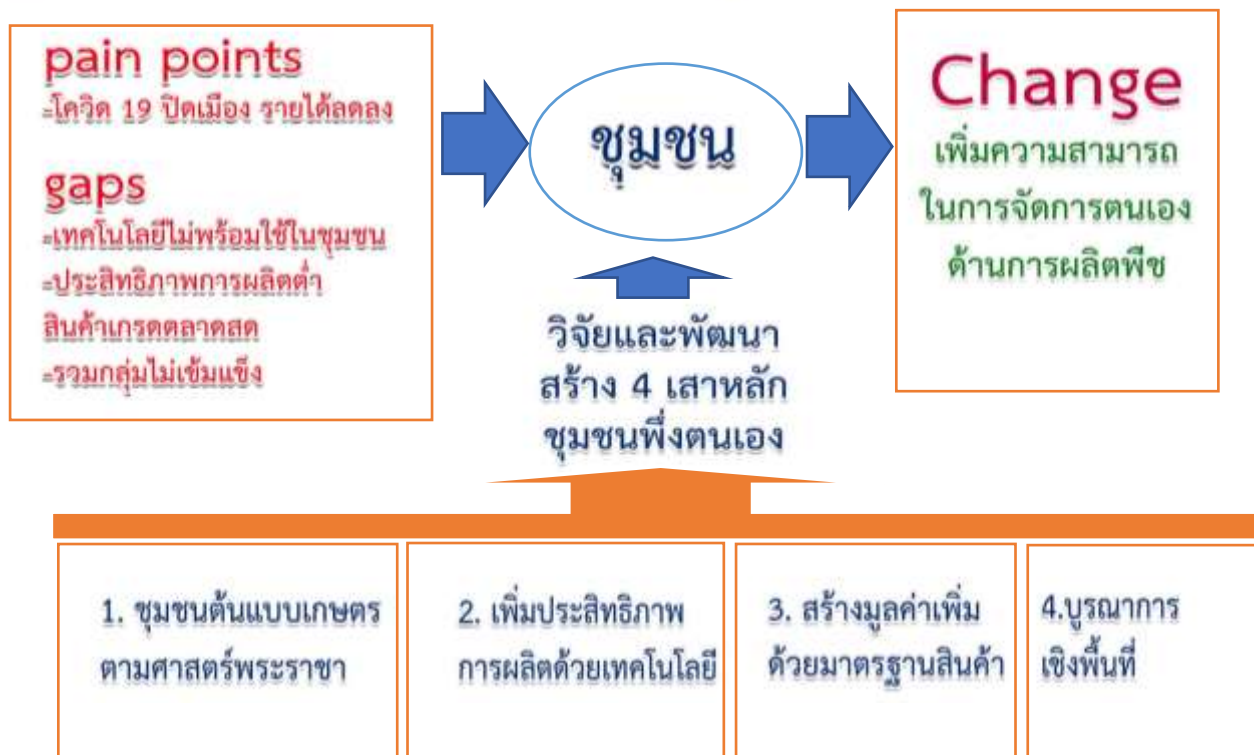 pain points
-โควิด 19 ปิดเมือง รายได้ลดลง
gaps
-เทคโนโลยีไม่พร้อมใช้ในชุมชน
-ประสิทธิภาพการผลิตต่ำ
สินค้าเกรดตลาดสด
-รวมกลุ่มไม่เข้มแข็ง
ชุมชน
Change
เพิ่มความสามารถ
ในการจัดการตนเอง
ด้านการผลิตพืช
วิจัยและพัฒนา
สร้าง 4 เสาหลัก
ชุมชนพึ่งตนเอง
1. ชุมชนต้นแบบเกษตร
ตามศาสตร์พระราชา
2. เพิ่มประสิทธิภาพ
การผลิตด้วยเทคโนโลยี
3. สร้างมูลค่าเพิ่ม
ด้วยมาตรฐานสินค้า
4.บูรณาการ
เชิงพื้นที่